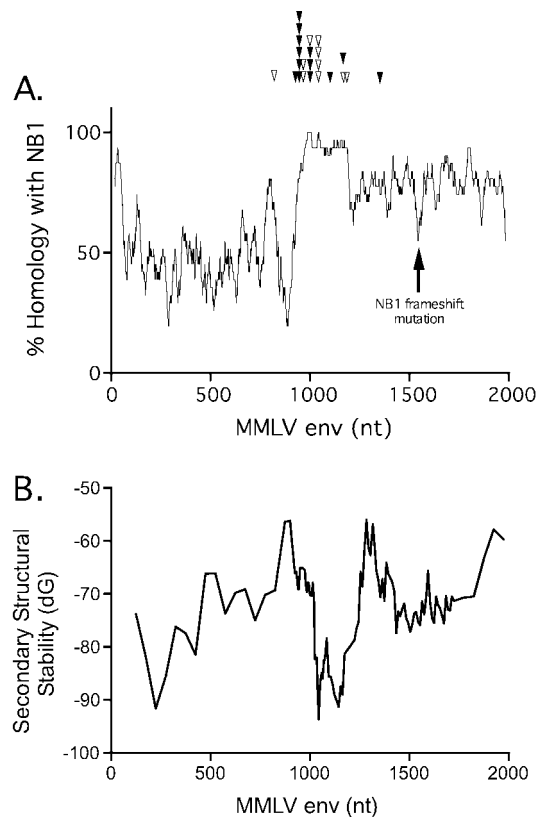 A.
% Homology with NB1
100
50
0
NB1 frameshift
mutation
0
500
1000
1500
2000
MMLV env (nt)
B.
Secondary Structural
Stability (dG)
-50
-60
-70
-80
-90
-100
0
500
1000
1500
2000
MMLV env (nt)